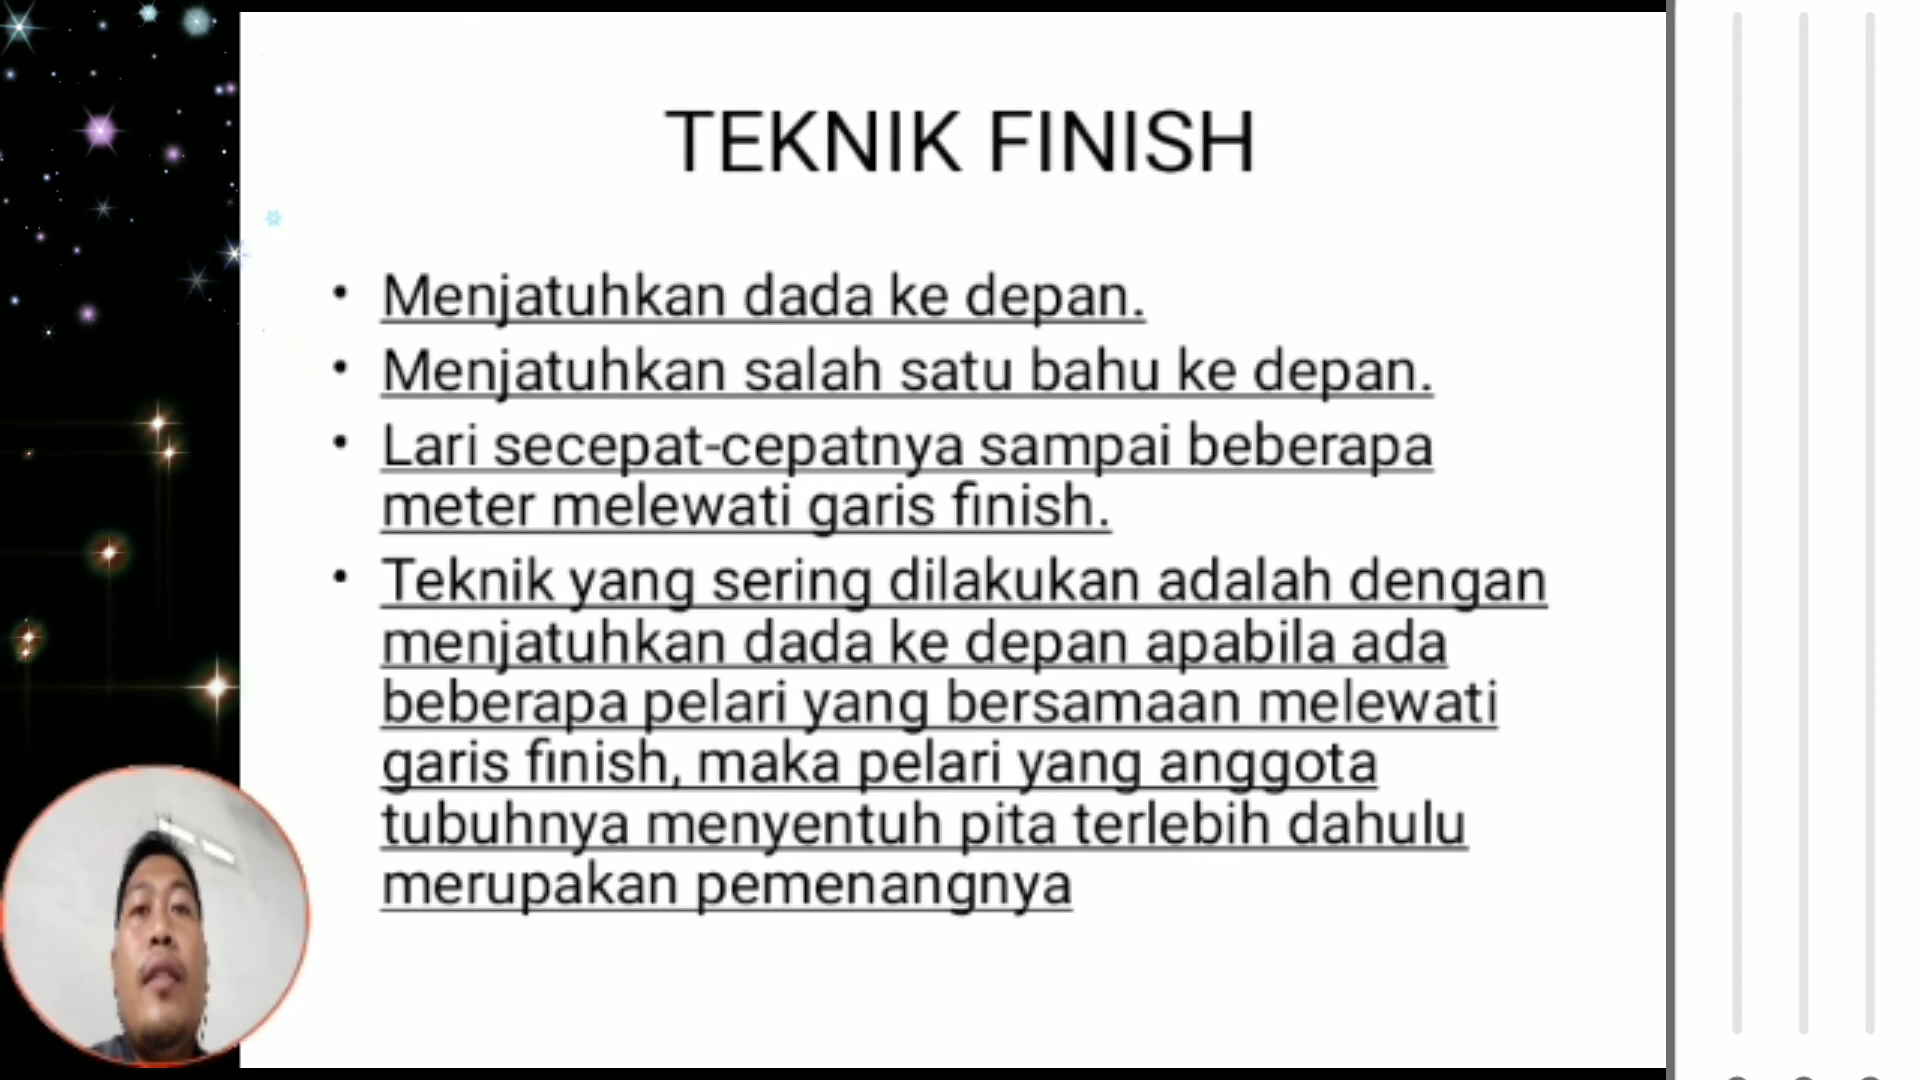 TEKNIK FINISH
• Menjatuhkan dada ke depan.
• Menjatuhkan salah satu bahu ke depan.
• Lari secepat-cepatnya sampai beberapa
meter melewati garis finish.
• Teknik yang sering dilakukan adalah dengan
menjatuhkan dada ke depan apabila ada
beberapa pelari yang bersamaan melewati
garis finish, maka pelari yang anggota
tubuhnya menyentuh pita terlebih dahulu
merupakan pemenangnya